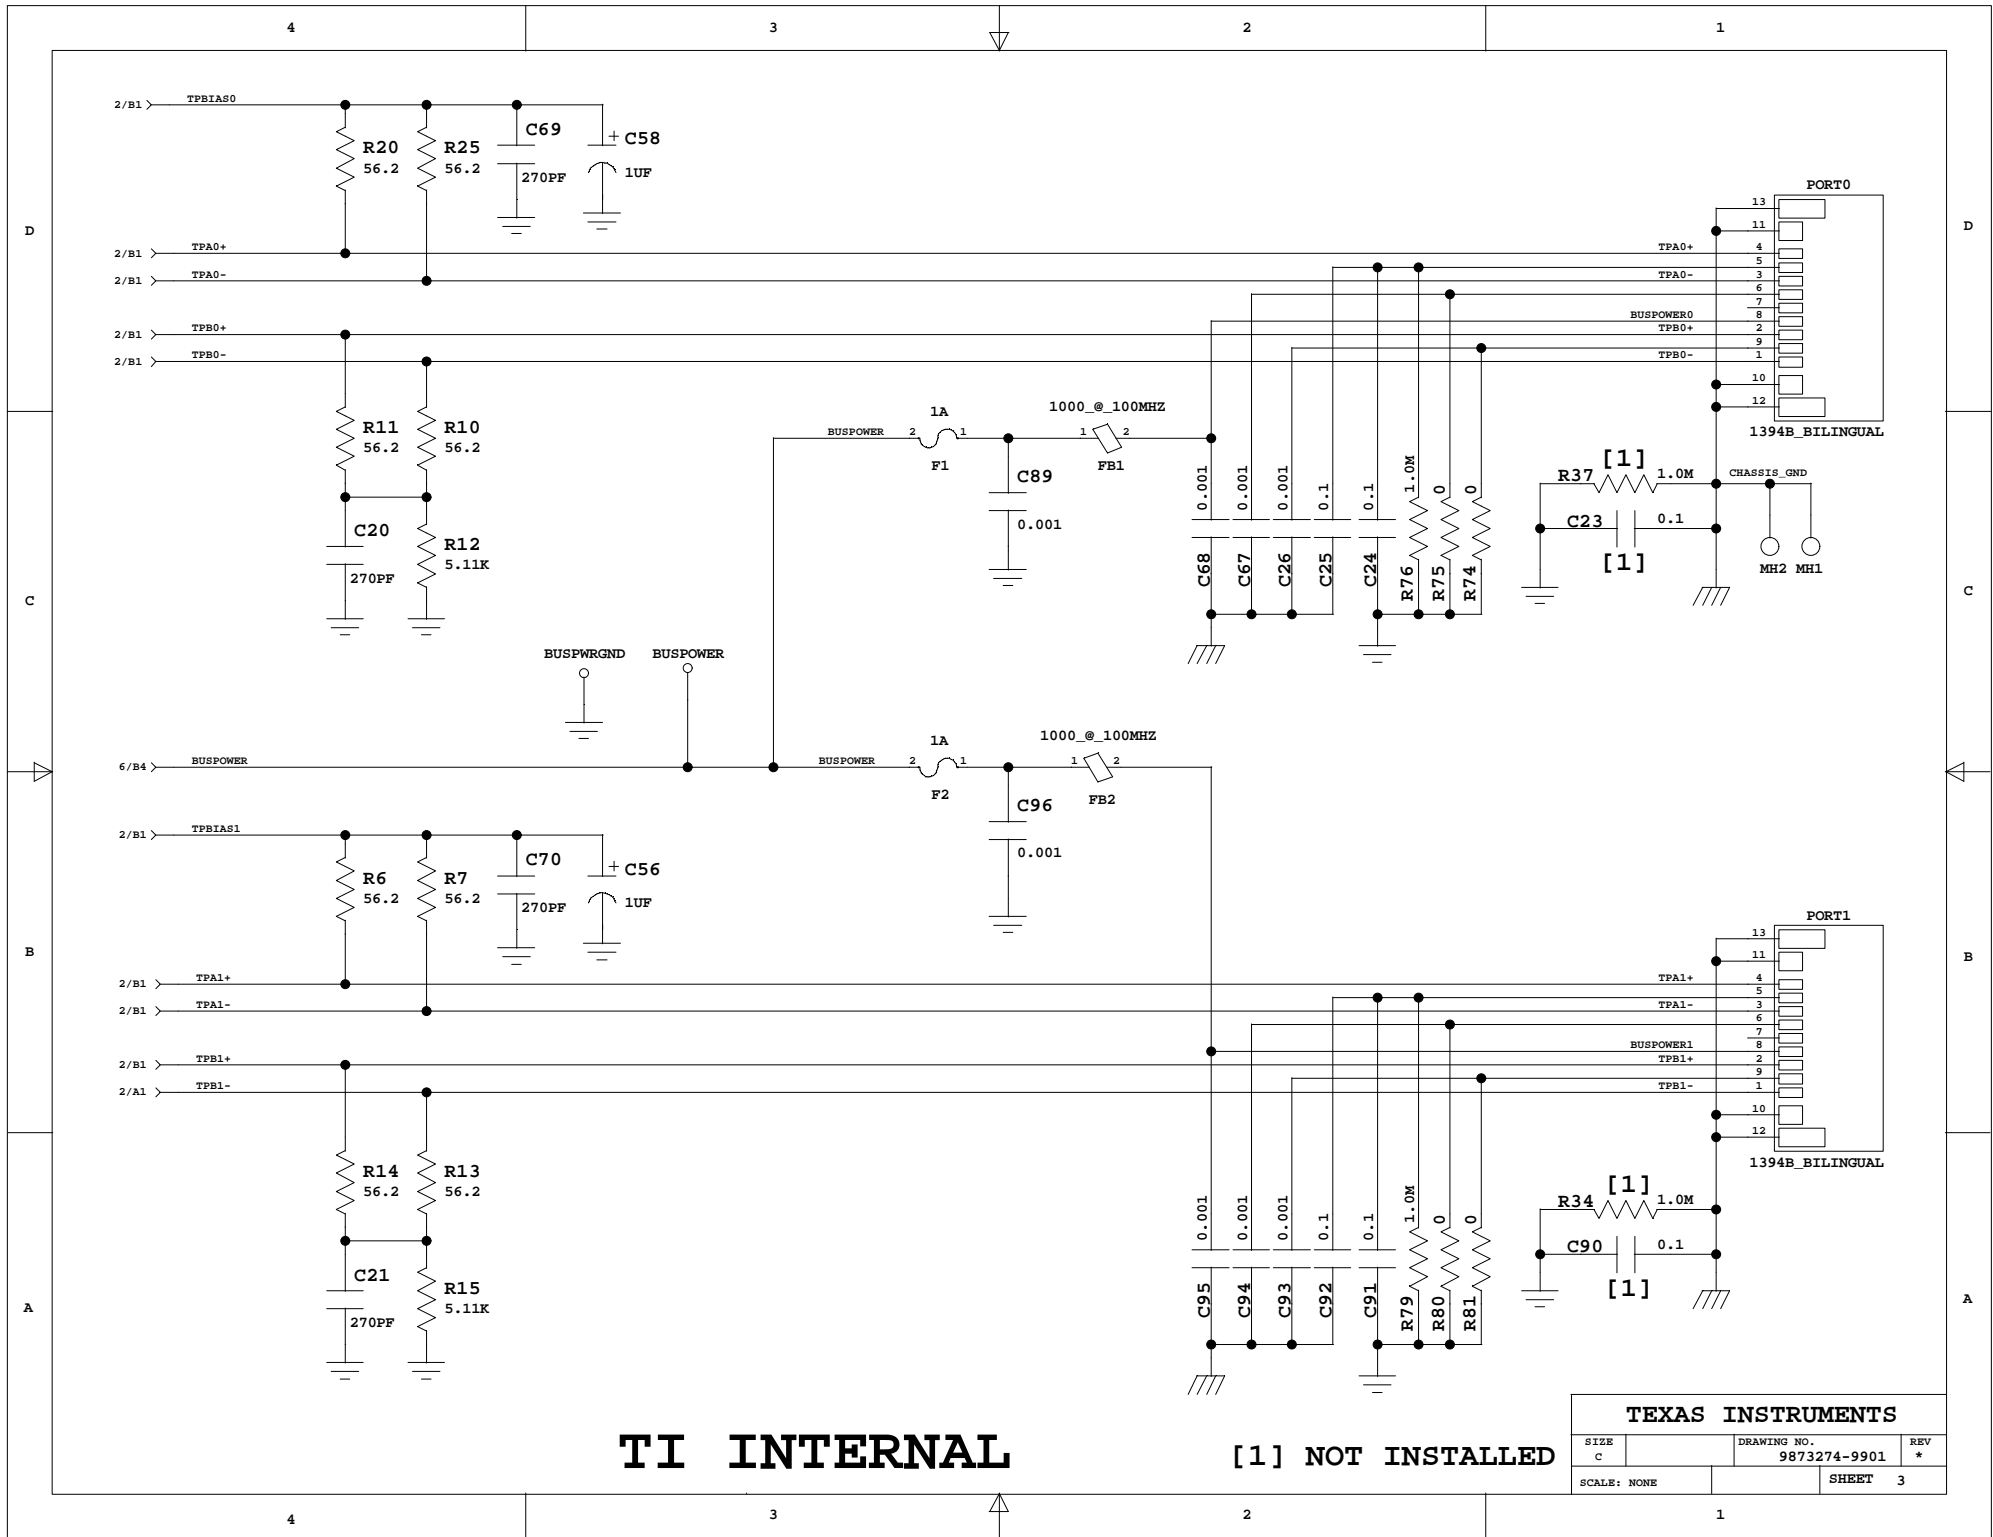 4 3 2 1
2/B1 TPBIAS0
R20 56.2
R25 56.2
C69 270PF
+ C58 1UF
PORT0
D D
2/B1 TPA0+ TPA0+
2/B1 TPA0- TPA0-
2/B1 TPB0+ BUSPOWER0 TPB0+
2/B1 TPB0- TPB0-
13
11
4
5
3
6
7
8
2
9
1
10
12
1394B_BILINGUAL
R11 56.2
R10 56.2
C20 270PF
R12 5.11K
BUSPOWER 2 1A 1 F1
1000_@_100MHZ
1 2 FB1
C89 0.001
0.001 C68
0.001 C67
0.001 C26
0.1 C25
0.1 C24
1.0M R76
0 R75
0 R74
[1]
R37 1.0M CHASSIS_GND
C23 0.1
[1]
MH2 MH1
C C
BUSPWRGND BUSPOWER
6/B4 BUSPOWER BUSPOWER 2 1A 1 F2
1000_@_100MHZ
1 2 FB2
C96 0.001
2/B1 TPBIAS1
R6 56.2
R7 56.2
C70 270PF
+ C56 1UF
PORT1
B B
2/B1 TPA1+ TPA1+
2/B1 TPA1- TPA1-
2/B1 TPB1+ BUSPOWER1 TPB1+
2/A1 TPB1- TPB1-
13
11
4
5
3
6
7
8
2
9
1
10
12
1394B_BILINGUAL
R14 56.2
R13 56.2
C21 270PF
R15 5.11K
0.001 C95
0.001 C94
0.001 C93
0.1 C92
0.1 C91
1.0M R79
0 R80
0 R81
[1]
R34 1.0M
C90 0.1
[1]
A A
TI INTERNAL
[1] NOT INSTALLED
TEXAS INSTRUMENTS
SIZE C
DRAWING NO. 9873274-9901
REV *
SCALE: NONE
SHEET 3
4 3 2 1